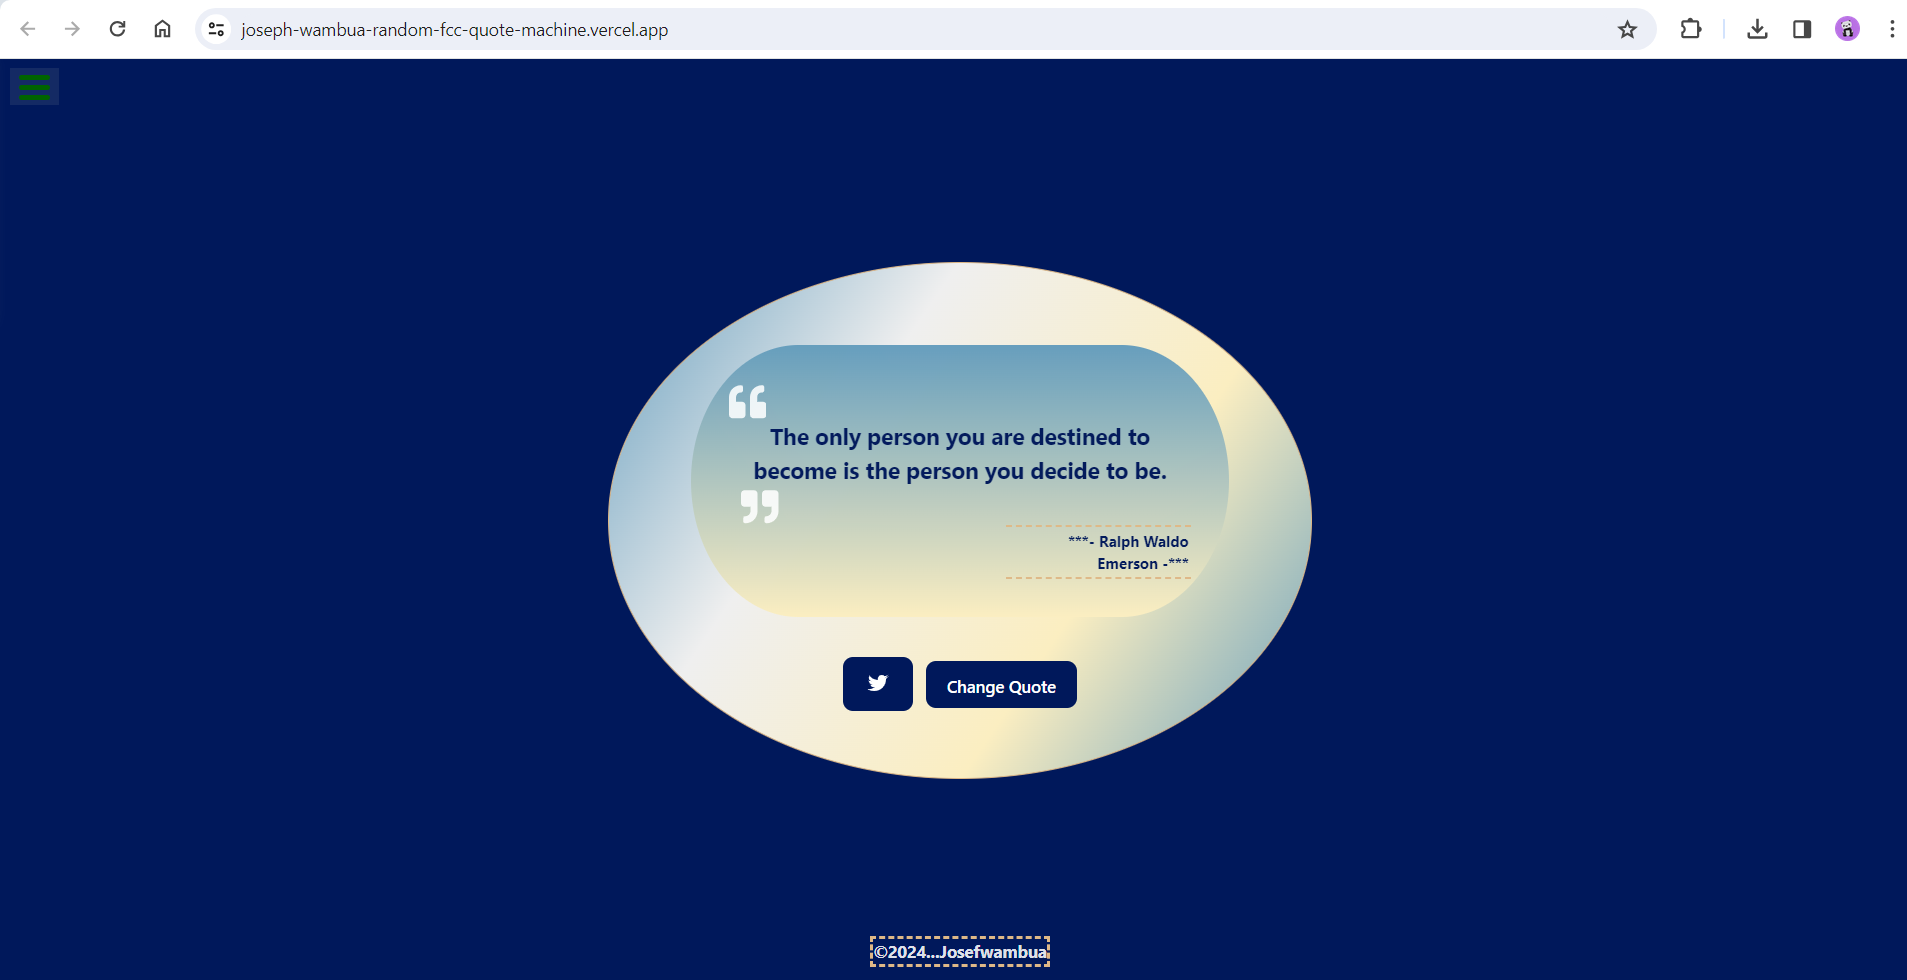 joseph-wambua-random-fcc-quote-machine.vercel.app
The only person you are destined to
become is the person you decide to be.
***- Ralph Waldo
Emerson -***
Change Quote
©2024...Josefwambua